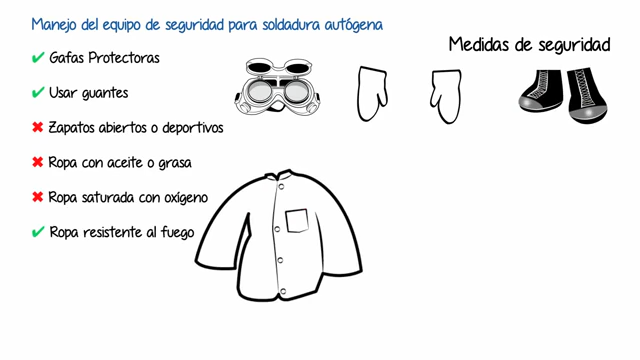 Manejo del equipo de seguridad para soldadura autógena
Medidas de seguridad
✔ Gafas Protectoras
✔ Usar guantes
✖ Zapatos abiertos o deportivos
✖ Ropa con aceite o grasa
✖ Ropa saturada con oxígeno
✔ Ropa resistente al fuego